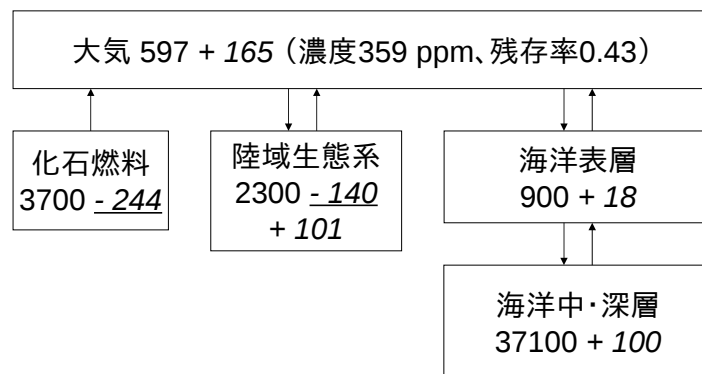 大気 597 + 165 (濃度359 ppm、残存率0.43)
化石燃料
3700 - 244
陸域生態系
2300 - 140
+ 101
海洋表層
900 + 18
海洋中・深層
37100 + 100